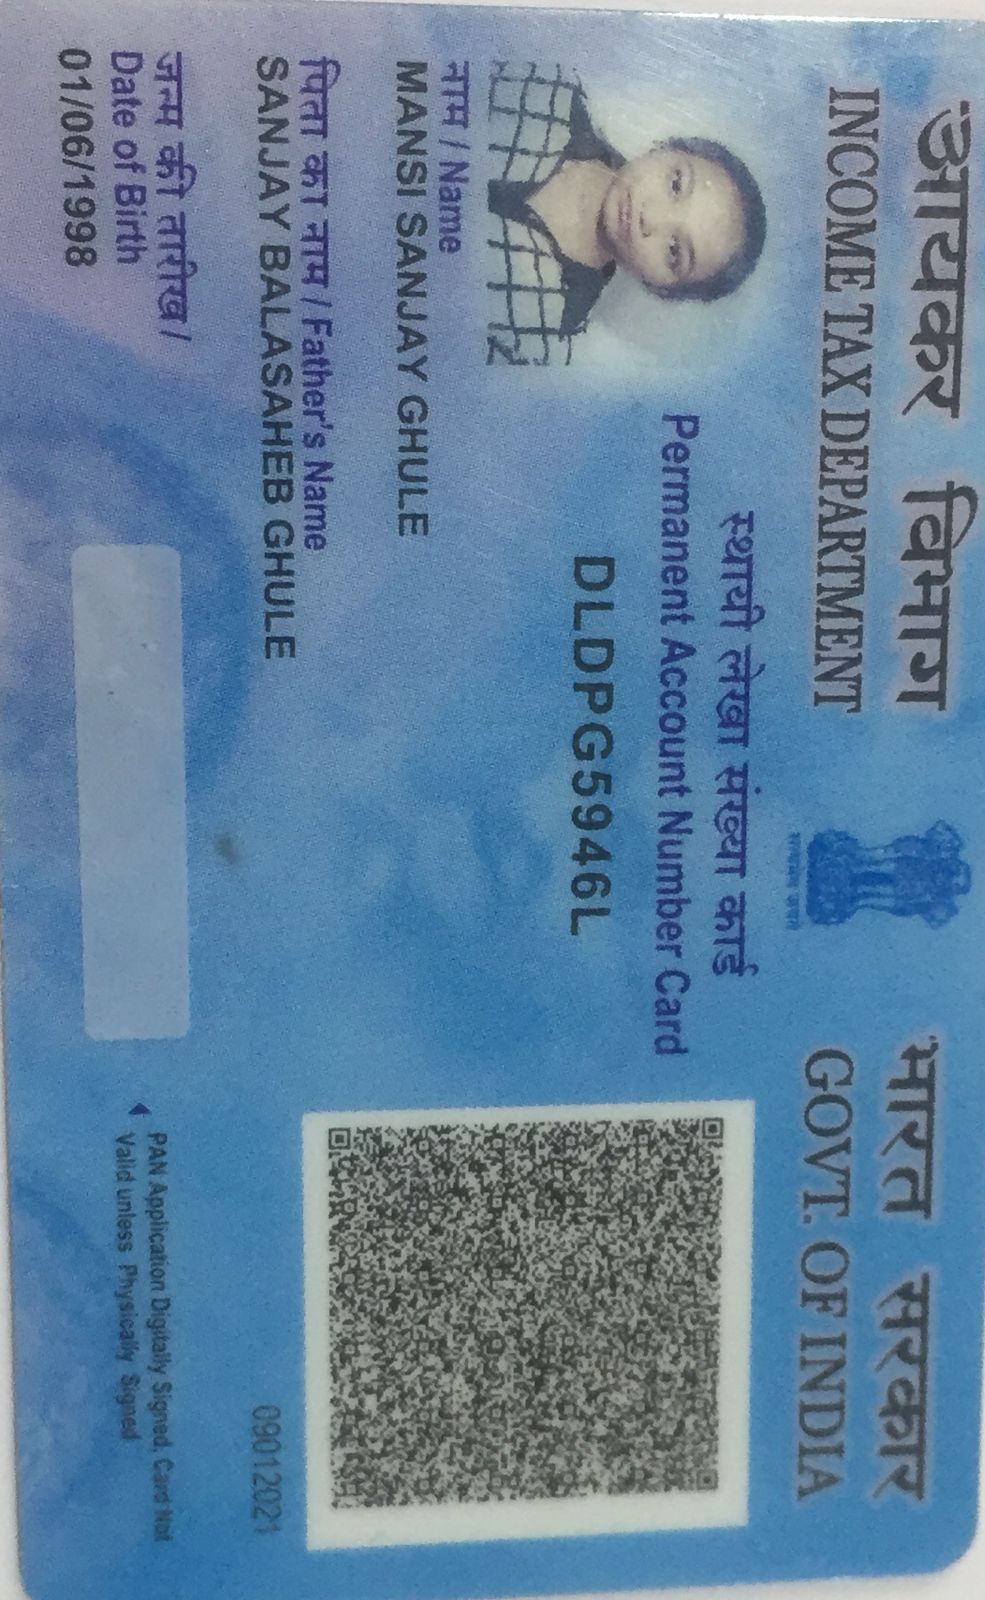 आयकर विभाग
INCOME TAX DEPARTMENT
सत्यमेव जयते
भारत सरकार
GOVT. OF INDIA
स्थायी लेखा संख्या कार्ड
Permanent Account Number Card
DLDPG5946L
नाम / Name
MANSI SANJAY GHULE
पिता का नाम / Father's Name
SANJAY BALASAHEB GHULE
09012021
जन्म की तारीख/
Date of Birth
01/06/1998
PAN Application Digitally Signed, Card Not
Valid unless Physically Signed